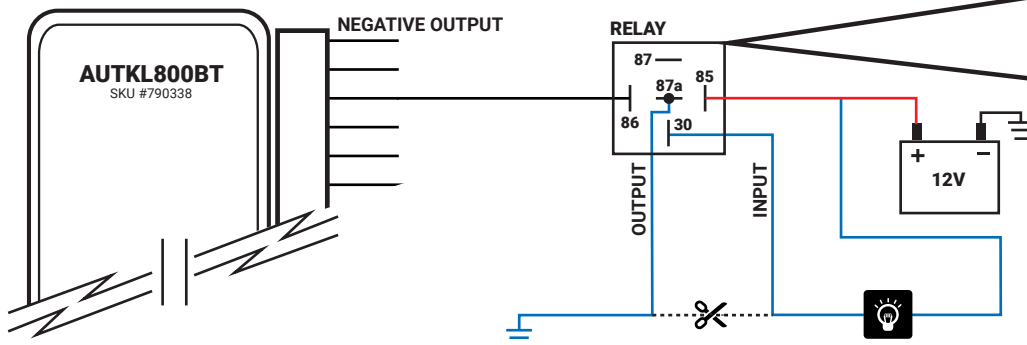 NEGATIVE OUTPUT
RELAY
AUTKL800BT
SKU #790338
87
87a
85
86
30
+
−
12V
OUTPUT
INPUT